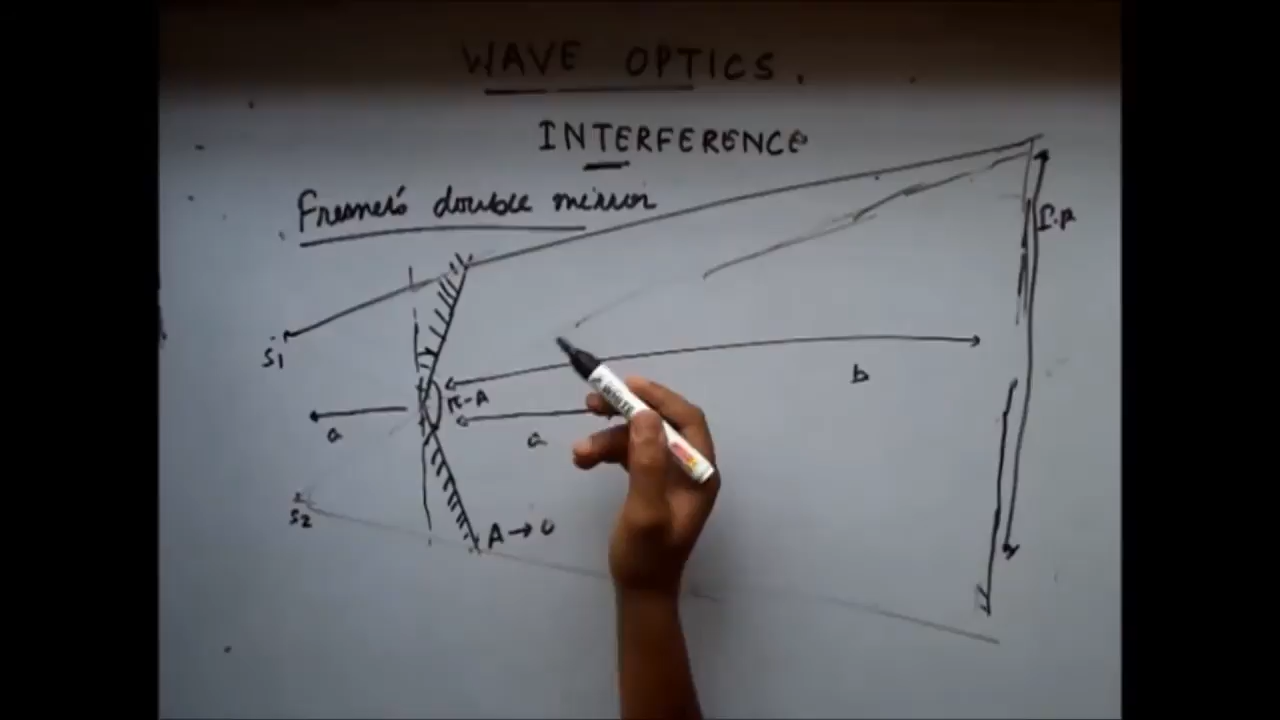 WAVE OPTICS.
INTERFERENCE
Fresnel's double mirror
I.P
S1
b
π-A
a
a
S2
A→0